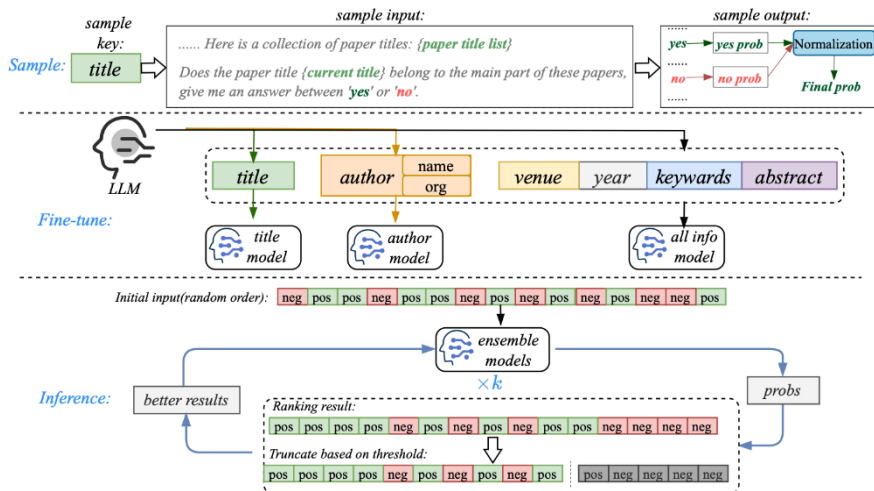 sample key:
title
sample input:
...... Here is a collection of paper titles: {paper title list}
Does the paper title {current title} belong to the main part of these papers,
give me an answer between 'yes' or 'no'.
sample output:
......
yes
yes prob
Normalization
......
no
no prob
......
Final prob
Sample:
LLM
title
author
name
org
venue year keywords abstract
Fine-tune:
title
model
author
model
all info
model
Initial input(random order): neg pos pos neg pos pos neg pos neg pos neg pos neg neg pos
ensemble
models
×k
Inference:
better results
probs
Ranking result:
pos pos pos pos neg pos neg pos neg pos pos neg neg neg neg
Truncate based on threshold:
pos pos pos pos neg pos neg pos neg pos pos neg neg neg neg